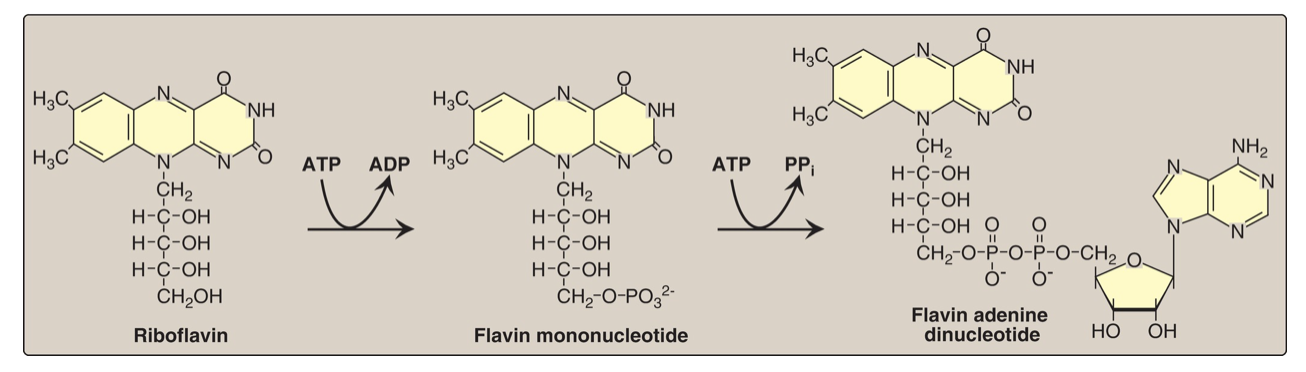 O
N
NH
H3C
H3C
N
N
O
CH2
H-C-OH
H-C-OH
H-C-OH
CH2OH
Riboflavin
ATP ADP
O
N
NH
H3C
H3C
N
N
O
CH2
H-C-OH
H-C-OH
H-C-OH
CH2-O-PO3 2-
Flavin mononucleotide
ATP PPi
O
N
NH
H3C
H3C
N
N
O
CH2
H-C-OH
H-C-OH
H-C-OH
O O
CH2-O-P-O-P-O-CH2
O- O-
O
NH2
N
N
N
N
HO OH
Flavin adenine
dinucleotide